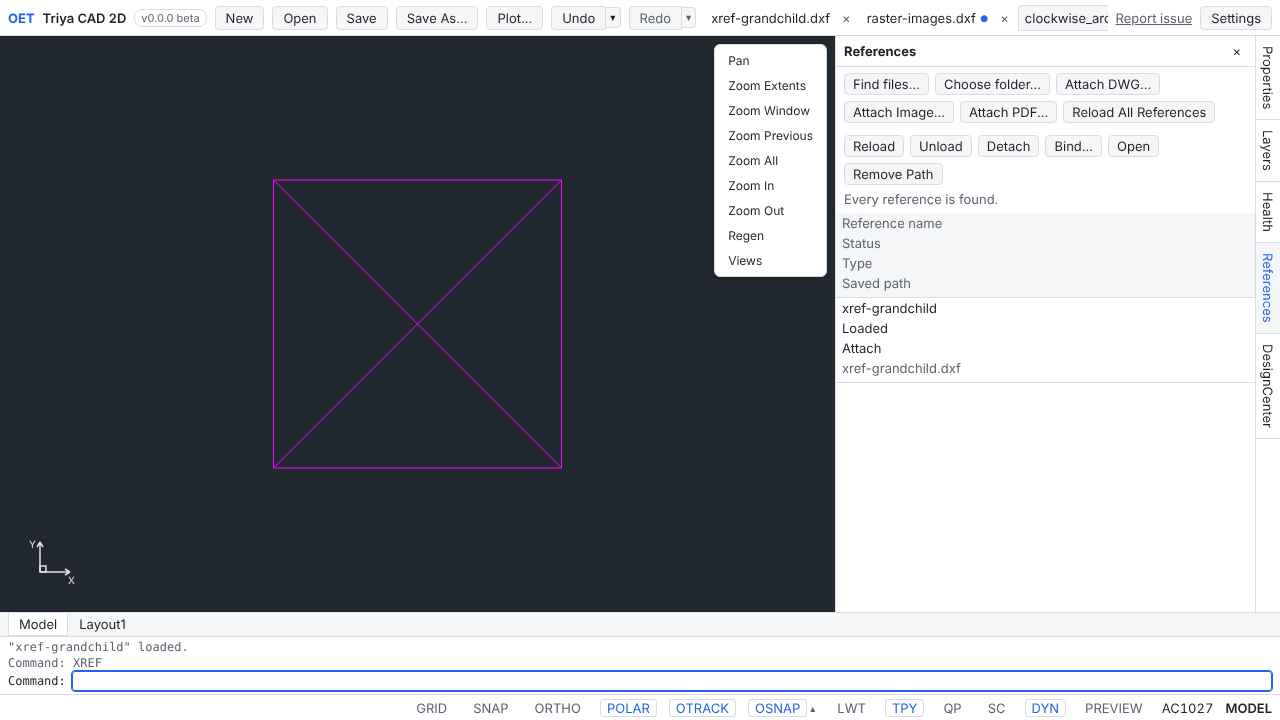 OET Triya CAD 2D v0.0.0 beta New Open Save Save As... Plot... Undo ▾ Redo ▾ xref-grandchild.dxf × raster-images.dxf ● × clockwise_arc Report issue Settings
Pan
Zoom Extents
Zoom Window
Zoom Previous
Zoom All
Zoom In
Zoom Out
Regen
Views
Y
X
References ×
Find files... Choose folder... Attach DWG...
Attach Image... Attach PDF... Reload All References
Reload Unload Detach Bind... Open
Remove Path
Every reference is found.
Reference name
Status
Type
Saved path
xref-grandchild
Loaded
Attach
xref-grandchild.dxf
Properties
Layers
Health
References
DesignCenter
Model Layout1
"xref-grandchild" loaded.
Command: XREF
Command:
GRID SNAP ORTHO POLAR OTRACK OSNAP ▴ LWT TPY QP SC DYN PREVIEW AC1027 MODEL